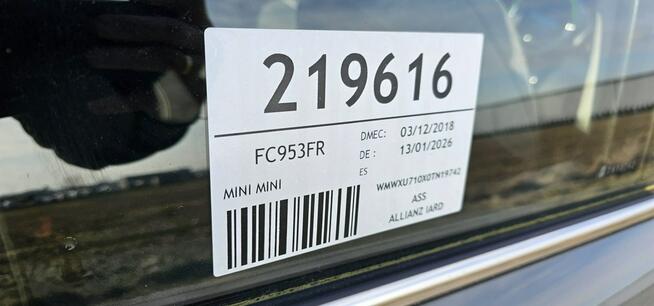 219616
FC953FR
DMEC: 03/12/2018
DE : 13/01/2026
ES
MINI MINI
WMWXU710X0TN19742
ASS
ALLIANZ IARD